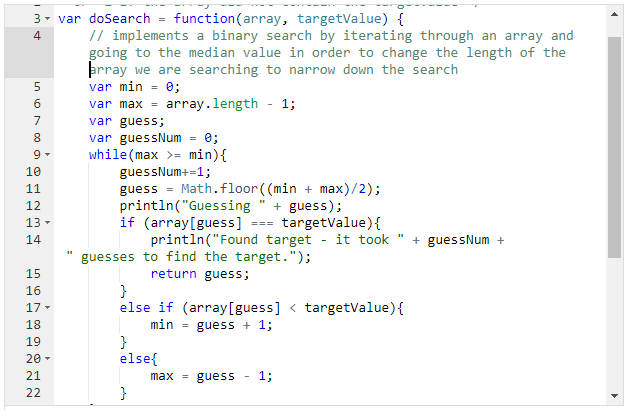 3 var doSearch = function(array, targetValue) {
4 // implements a binary search by iterating through an array and
going to the median value in order to change the length of the
array we are searching to narrow down the search
5 var min = 0;
6 var max = array.length - 1;
7 var guess;
8 var guessNum = 0;
9 while(max >= min){
10 guessNum+=1;
11 guess = Math.floor((min + max)/2);
12 println("Guessing " + guess);
13 if (array[guess] === targetValue){
14 println("Found target - it took " + guessNum +
" guesses to find the target.");
15 return guess;
16 }
17 else if (array[guess] < targetValue){
18 min = guess + 1;
19 }
20 else{
21 max = guess - 1;
22 }